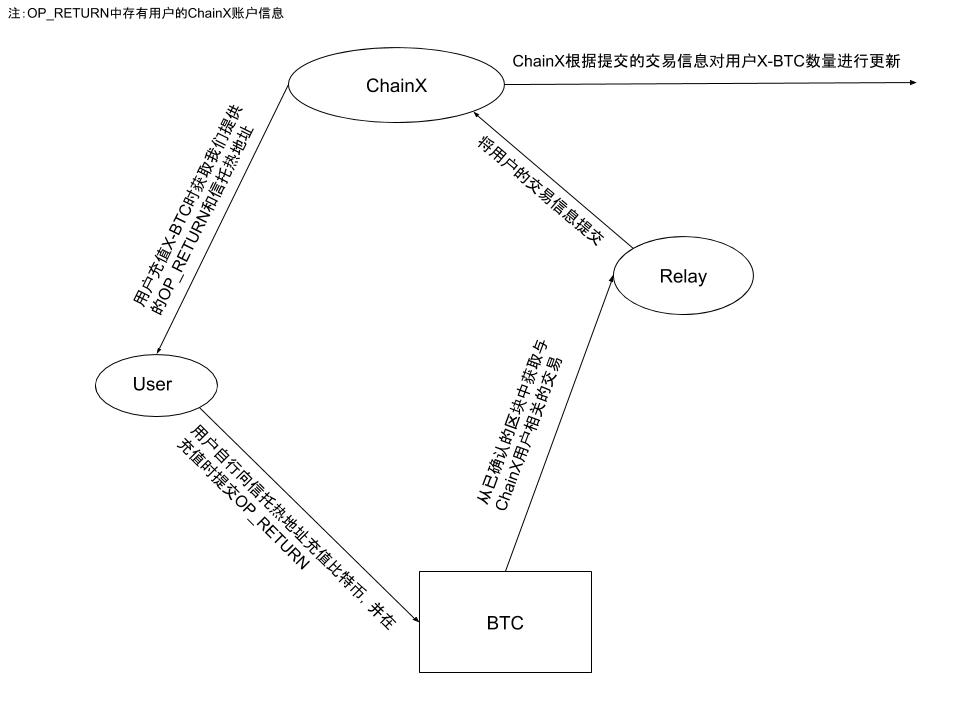 注：OP_RETURN中存有用户的ChainX账户信息
ChainX根据提交的交易信息对用户X-BTC数量进行更新
ChainX
用户充值X-BTC时获取我们提供
的OP_RETURN和信托热地址
将用户的交易信息提交
Relay
User
从已确认的区块中获取与
ChainX用户相关的交易
用户自行向信托热地址充值比特币，并在
充值时提交OP_RETURN
BTC